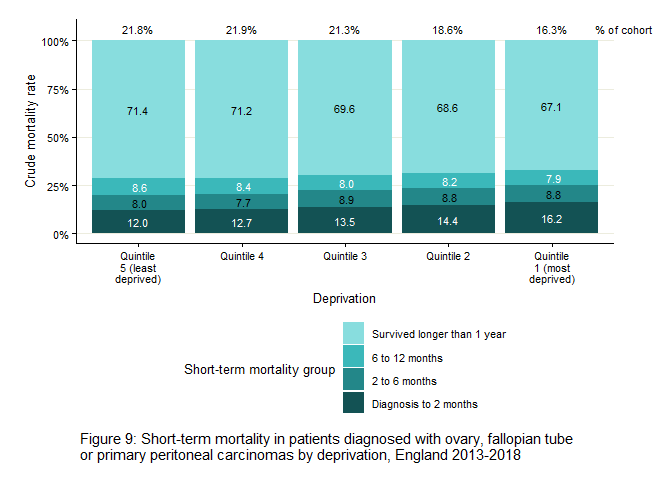 21.8% 21.9% 21.3% 18.6% 16.3% % of cohort
100%
75%
50%
25%
0%
Crude mortality rate
71.4 71.2 69.6 68.6 67.1
8.6 8.4 8.0 8.2 7.9
8.0 7.7 8.9 8.8 8.8
12.0 12.7 13.5 14.4 16.2
Quintile Quintile 4 Quintile 3 Quintile 2 Quintile
5 (least 1 (most
deprived) deprived)
Deprivation
Short-term mortality group
Survived longer than 1 year
6 to 12 months
2 to 6 months
Diagnosis to 2 months
Figure 9: Short-term mortality in patients diagnosed with ovary, fallopian tube
or primary peritoneal carcinomas by deprivation, England 2013-2018